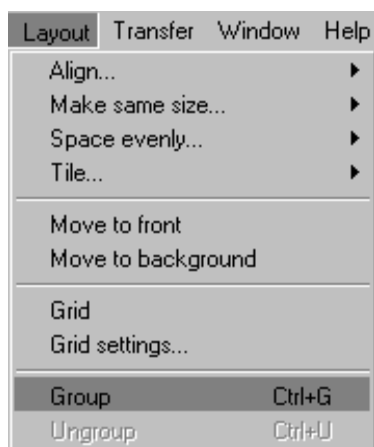 Layout Transfer Window Help
Align...
Make same size...
Space evenly...
Tile...
Move to front
Move to background
Grid
Grid settings...
Group Ctrl+G
Ungroup Ctrl+U